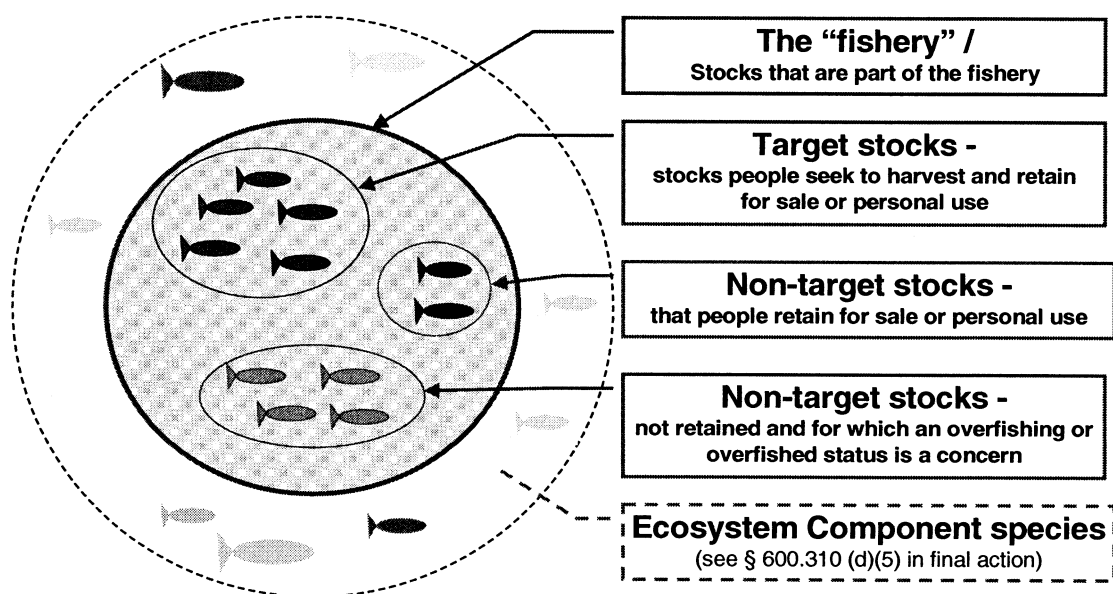 The “fishery” /
Stocks that are part of the fishery
Target stocks -
stocks people seek to harvest and retain
for sale or personal use
Non-target stocks -
that people retain for sale or personal use
Non-target stocks -
not retained and for which an overfishing or
overfished status is a concern
Ecosystem Component species
(see § 600.310 (d)(5) in final action)